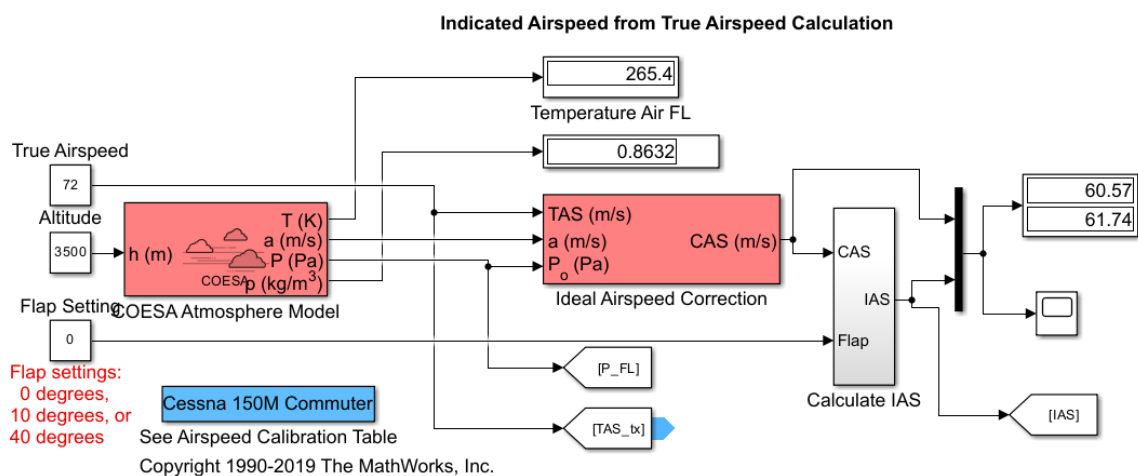 Indicated Airspeed from True Airspeed Calculation
265.4
Temperature Air FL
True Airspeed
72
0.8632
Altitude
3500
h (m)
T (K)
a (m/s)
P (Pa)
ρ (kg/m³)
COESA
COESA Atmosphere Model
TAS (m/s)
a (m/s)
P₀ (Pa)
CAS (m/s)
Ideal Airspeed Correction
CAS
IAS
Flap
Calculate IAS
60.57
61.74
Flap Setting
0
Flap settings:
0 degrees,
10 degrees, or
40 degrees
Cessna 150M Commuter
See Airspeed Calibration Table
Copyright 1990-2019 The MathWorks, Inc.
[P_FL]
[TAS_tx]
[IAS]